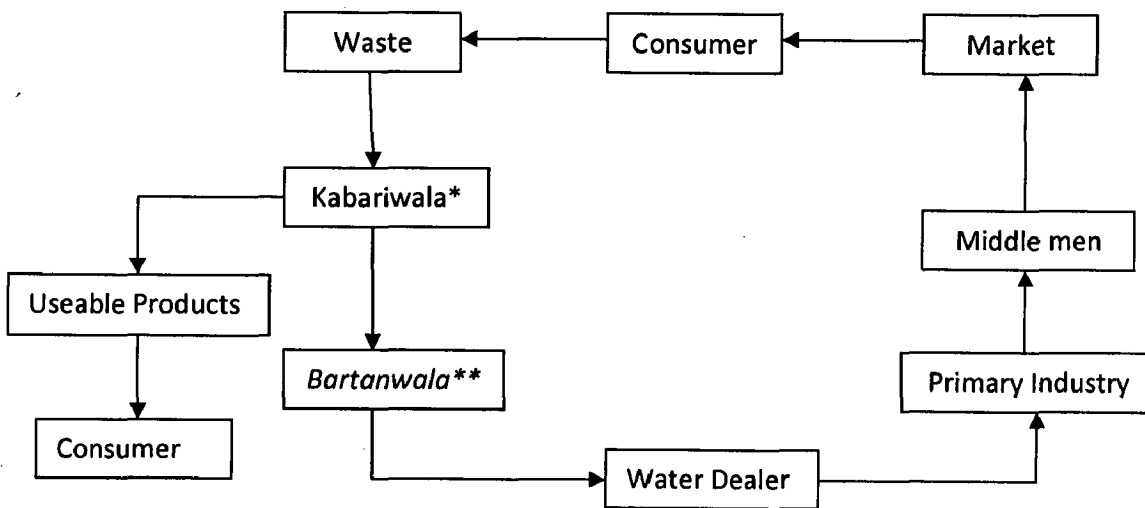 Waste
Consumer
Market
Kabariwala*
Middle men
Useable Products
Bartanwala**
Primary Industry
Consumer
Water Dealer